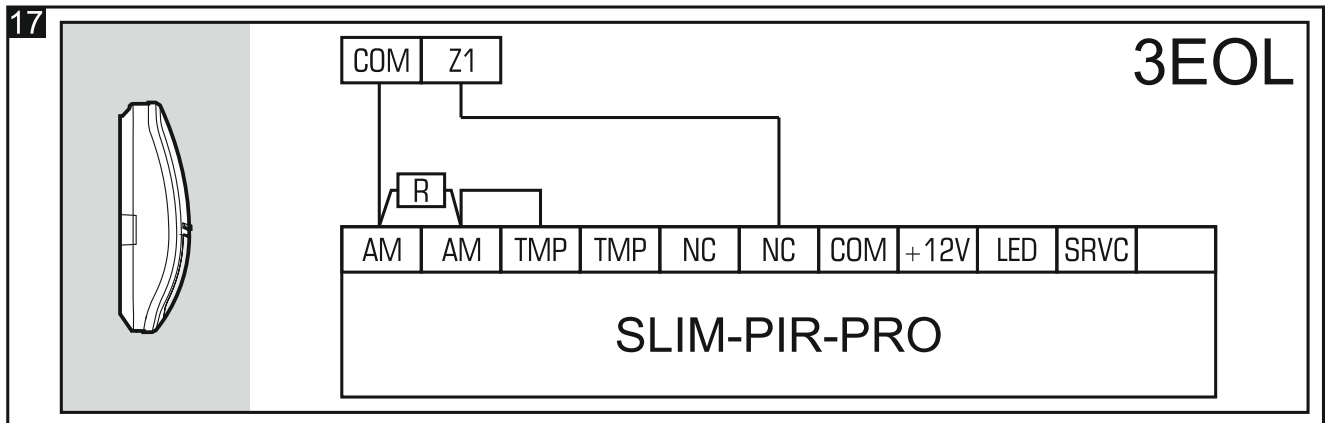 17
3EOL
COM Z1
R
AM AM TMP TMP NC NC COM +12V LED SRVC
SLIM-PIR-PRO